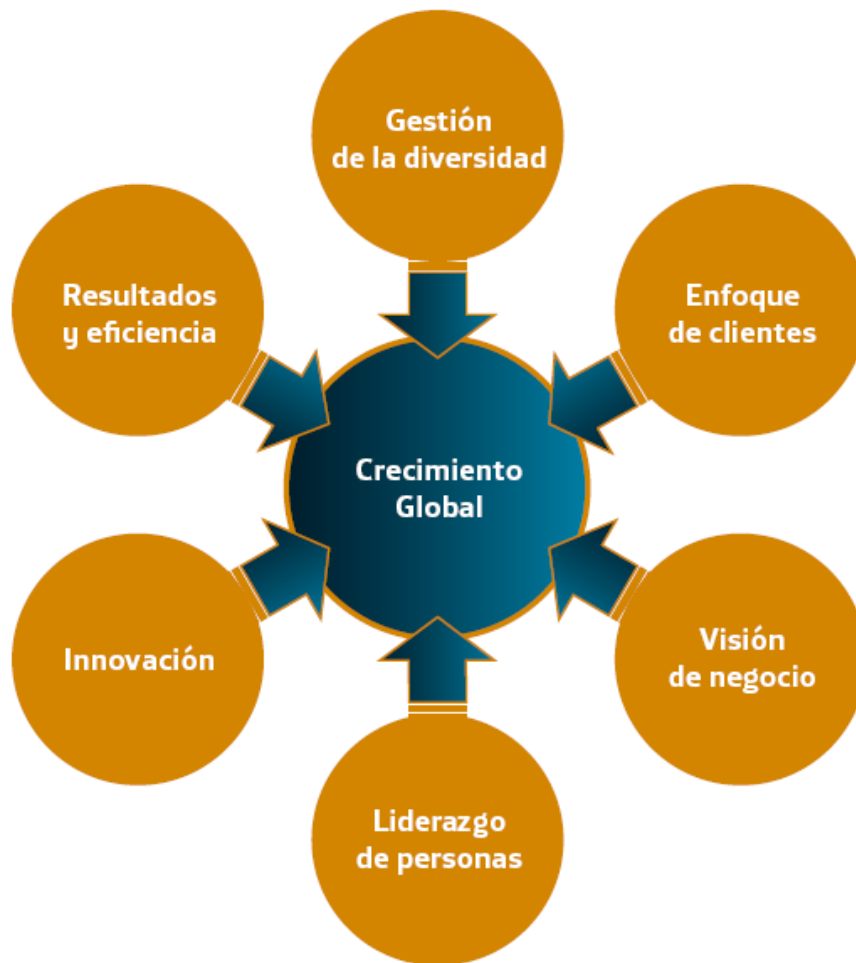 Gestión
de la diversidad
Enfoque
de clientes
Visión
de negocio
Liderazgo
de personas
Innovación
Resultados
y eficiencia
Crecimiento
Global